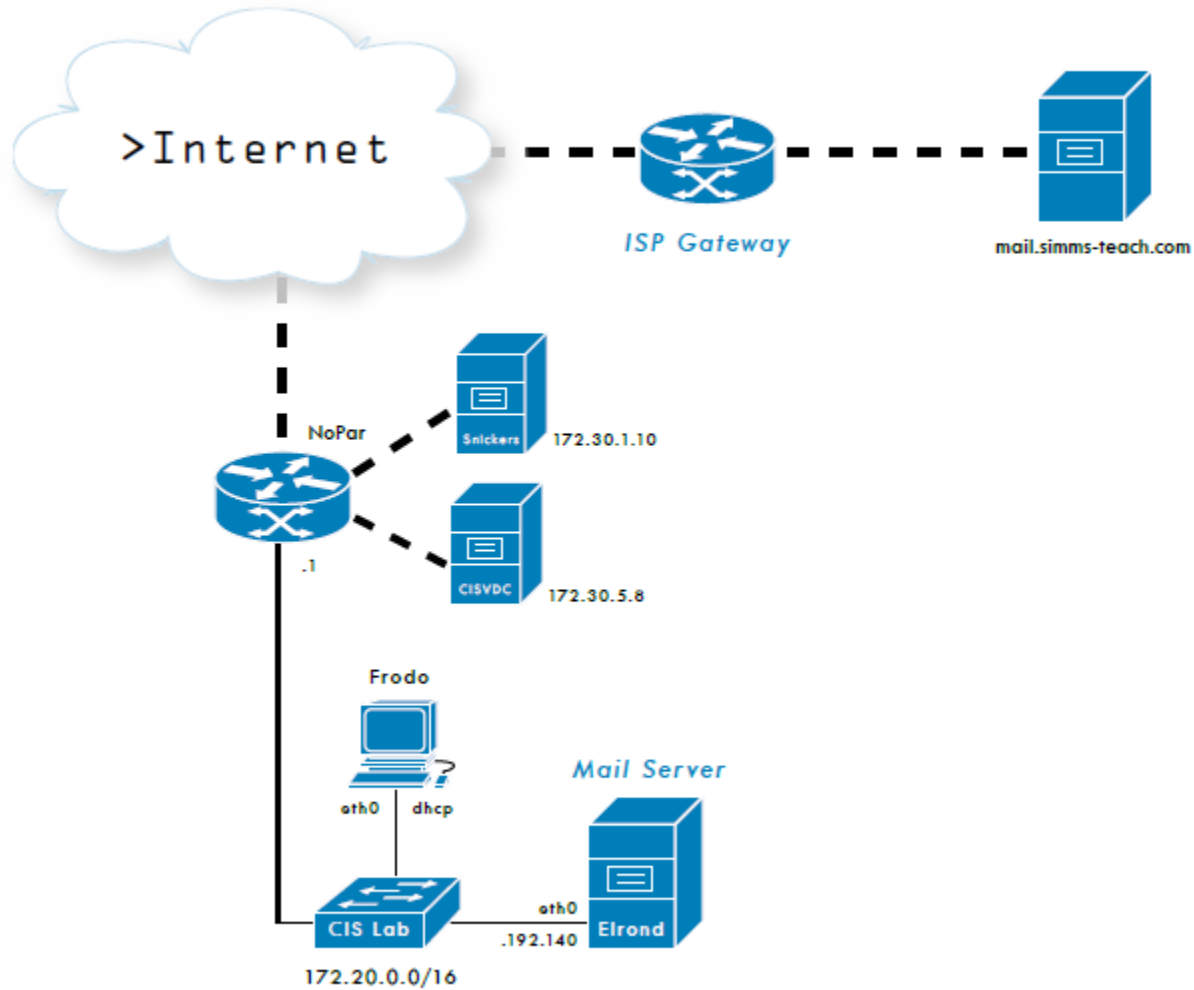 >Internet
ISP Gateway
mail.simms-teach.com
NoPar
Snickers
172.30.1.10
.1
CISVDC
172.30.5.8
Frodo
eth0
dhcp
Mail Server
CIS Lab
eth0
.192.140
Elrond
172.20.0.0/16